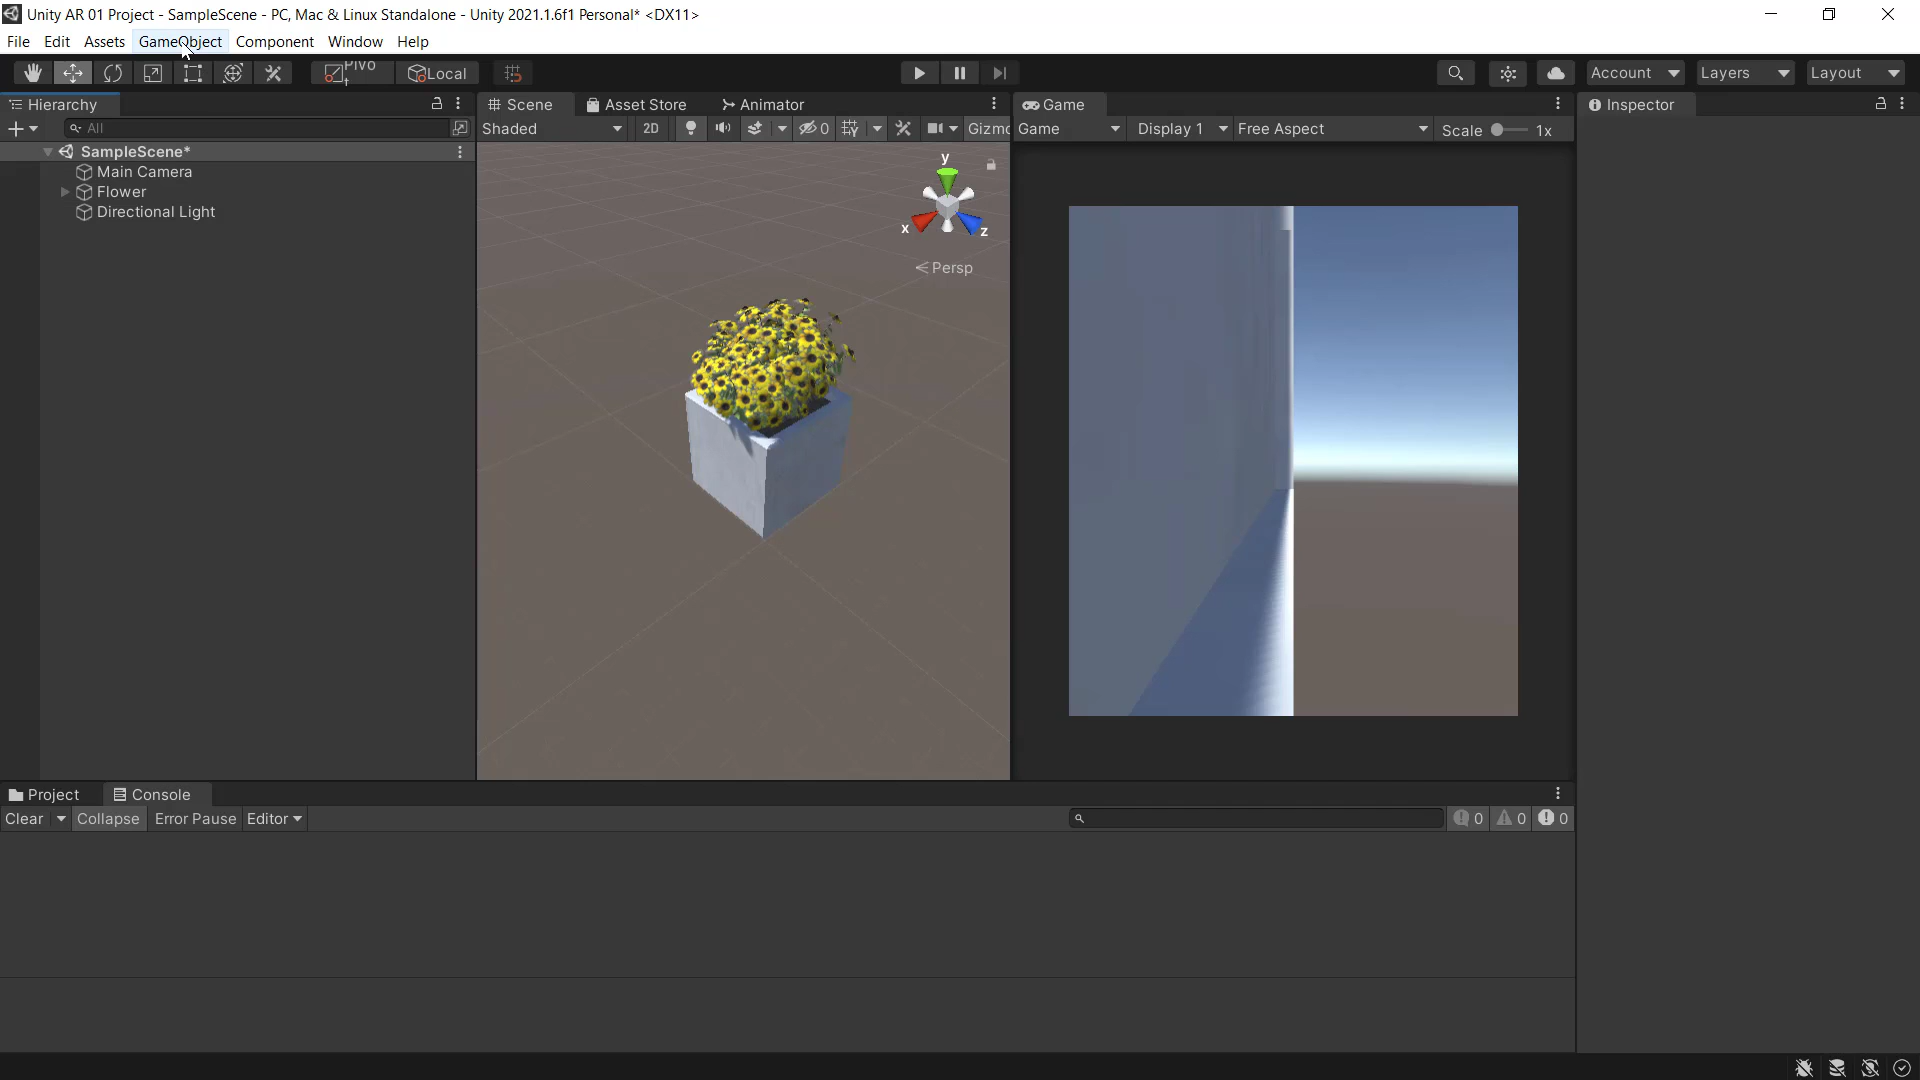 Unity AR 01 Project - SampleScene - PC, Mac & Linux Standalone - Unity 2021.1.6f1 Personal* <DX11>
File Edit Assets GameObject Component Window Help
Pivo
t
Local
Account Layers Layout
Hierarchy
Scene Asset Store Animator
Game
Inspector
All
Shaded 2D 0 Gizmo
Game Display 1 Free Aspect Scale 1x
SampleScene*
Main Camera
Flower
Directional Light
y
x
z
Persp
Project Console
Clear Collapse Error Pause Editor
0 0 0